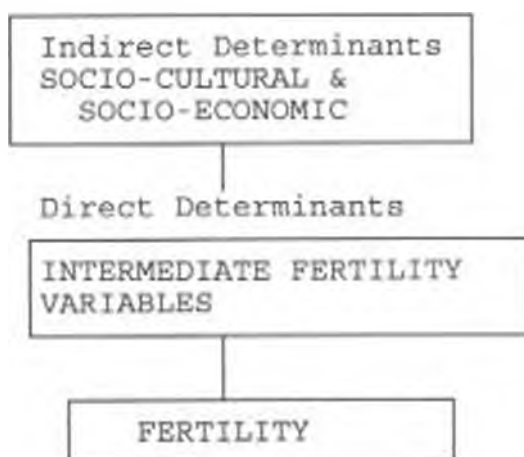 Indirect Determinants
SOCIO-CULTURAL &
SOCIO-ECONOMIC
Direct Determinants
INTERMEDIATE FERTILITY
VARIABLES
FERTILITY